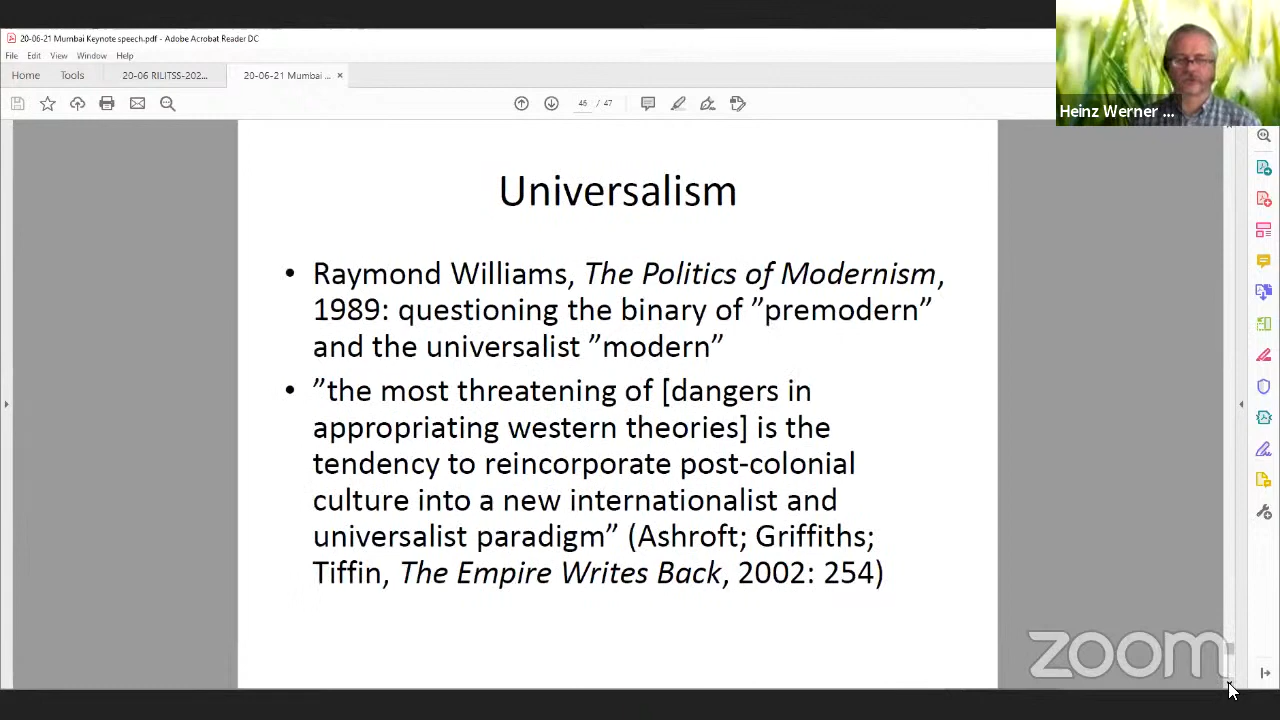 20-06-21 Mumbai Keynote speech.pdf - Adobe Acrobat Reader DC
File Edit View Window Help
Home Tools 20-06 RILITSS-202... 20-06-21 Mumbai ... ×
46 / 47
Heinz Werner ...
Universalism
• Raymond Williams, The Politics of Modernism,
1989: questioning the binary of ”premodern”
and the universalist ”modern”
• ”the most threatening of [dangers in
appropriating western theories] is the
tendency to reincorporate post-colonial
culture into a new internationalist and
universalist paradigm” (Ashroft; Griffiths;
Tiffin, The Empire Writes Back, 2002: 254)
zoom